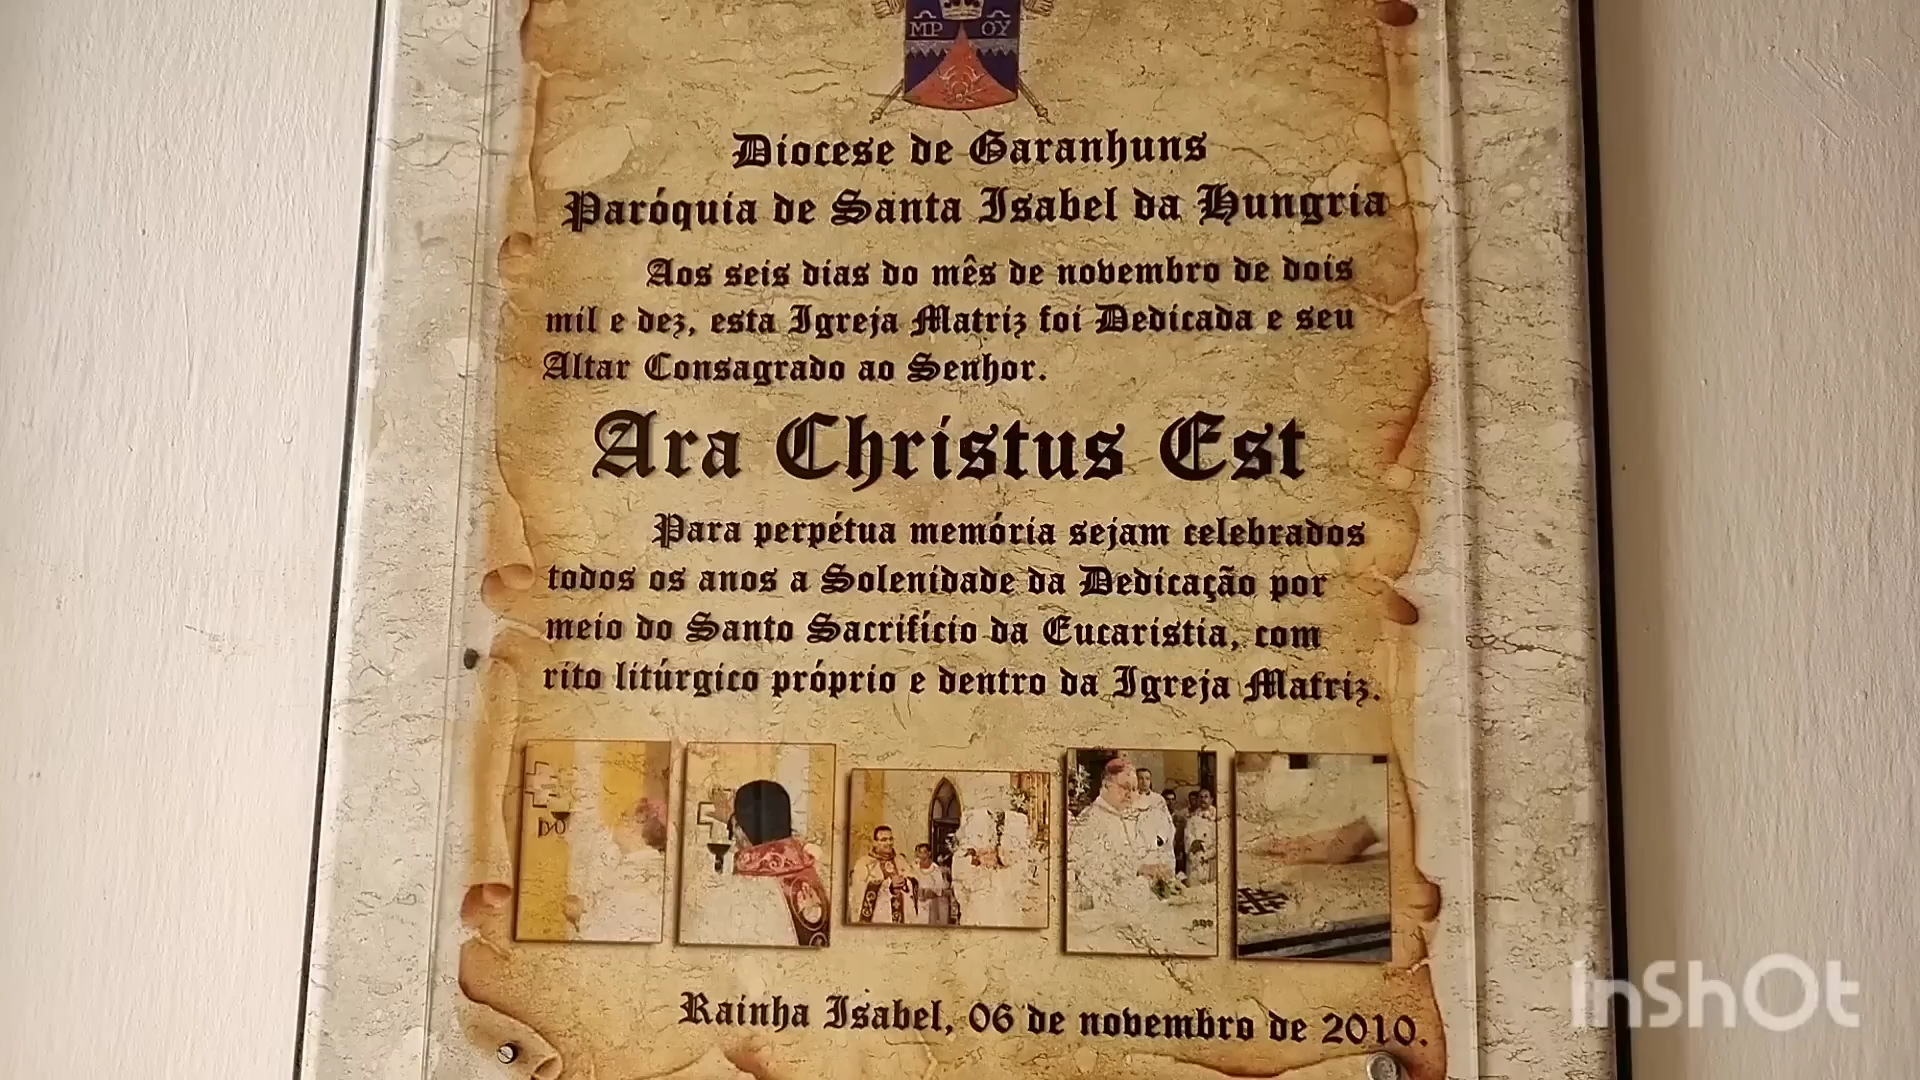 MP OY
Diocese de Garanhuns
Paróquia de Santa Isabel da Hungria
Aos seis dias do mês de novembro de dois
mil e dez, esta Igreja Matriz foi Dedicada e seu
Altar Consagrado ao Senhor.
Ara Christus Est
Para perpétua memória sejam celebrados
todos os anos a Solenidade da Dedicação por
meio do Santo Sacrifício da Eucaristia, com
rito litúrgico próprio e dentro da Igreja Matriz.
Rainha Isabel, 06 de novembro de 2010.
InShOt